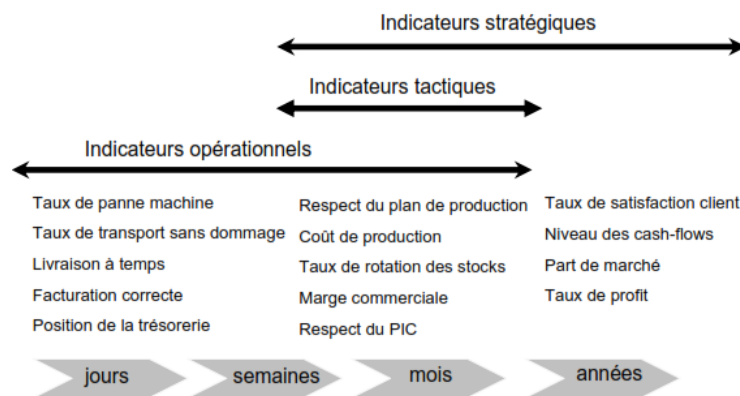 Indicateurs stratégiques
Indicateurs tactiques
Indicateurs opérationnels
Taux de panne machine
Taux de transport sans dommage
Livraison à temps
Facturation correcte
Position de la trésorerie
Respect du plan de production
Coût de production
Taux de rotation des stocks
Marge commerciale
Respect du PIC
Taux de satisfaction client
Niveau des cash-flows
Part de marché
Taux de profit
jours
semaines
mois
années